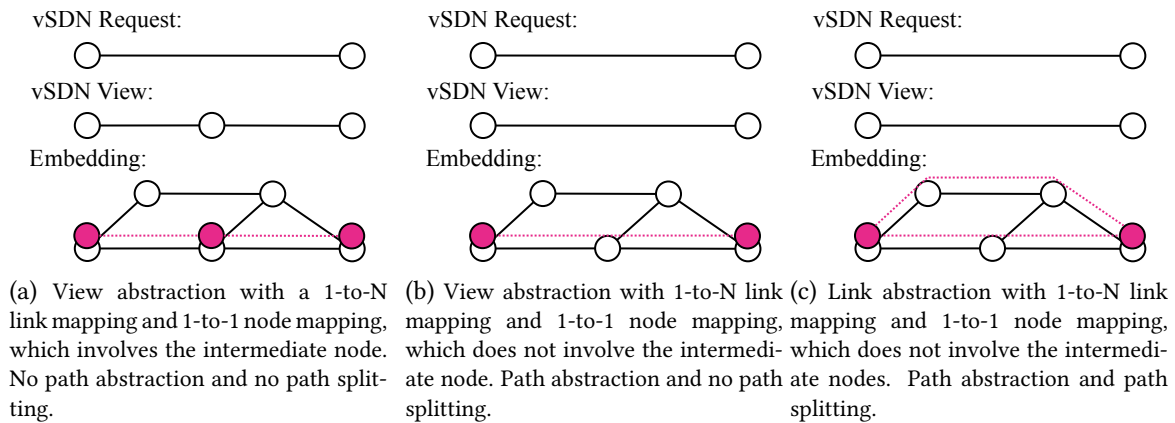 vSDN Request:
vSDN View:
Embedding:
(a) View abstraction with a 1-to-N
link mapping and 1-to-1 node mapping,
which involves the intermediate node.
No path abstraction and no path split-
ting.
vSDN Request:
vSDN View:
Embedding:
(b) View abstraction with 1-to-N link
mapping and 1-to-1 node mapping,
which does not involve the intermedi-
ate node. Path abstraction and no path
splitting.
vSDN Request:
vSDN View:
Embedding:
(c) Link abstraction with 1-to-N link
mapping and 1-to-1 node mapping,
which does not involve the intermedi-
ate nodes. Path abstraction and path
splitting.